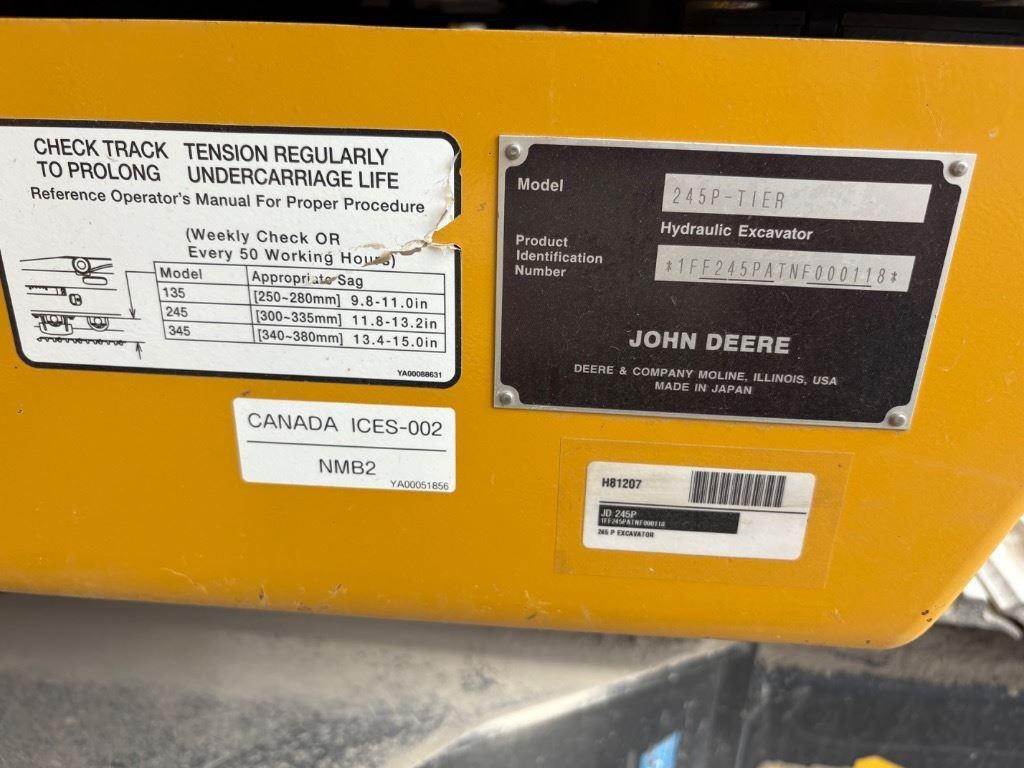 CHECK TRACK TENSION REGULARLY
TO PROLONG UNDERCARRIAGE LIFE
Reference Operator's Manual For Proper Procedure
(Weekly Check OR
Every 50 Working Hours)
Model Appropriate Sag
135 [250~280mm] 9.8-11.0in
245 [300~335mm] 11.8-13.2in
345 [340~380mm] 13.4-15.0in
YA00088631
CANADA ICES-002
NMB2
YA00051856
Model 245P-TIER
Hydraulic Excavator
Product
Identification
Number
*1FF245PATNF000118*
JOHN DEERE
DEERE & COMPANY MOLINE, ILLINOIS, USA
MADE IN JAPAN
H81207
JD 245P
1FF245PATNF000118
245 P EXCAVATOR